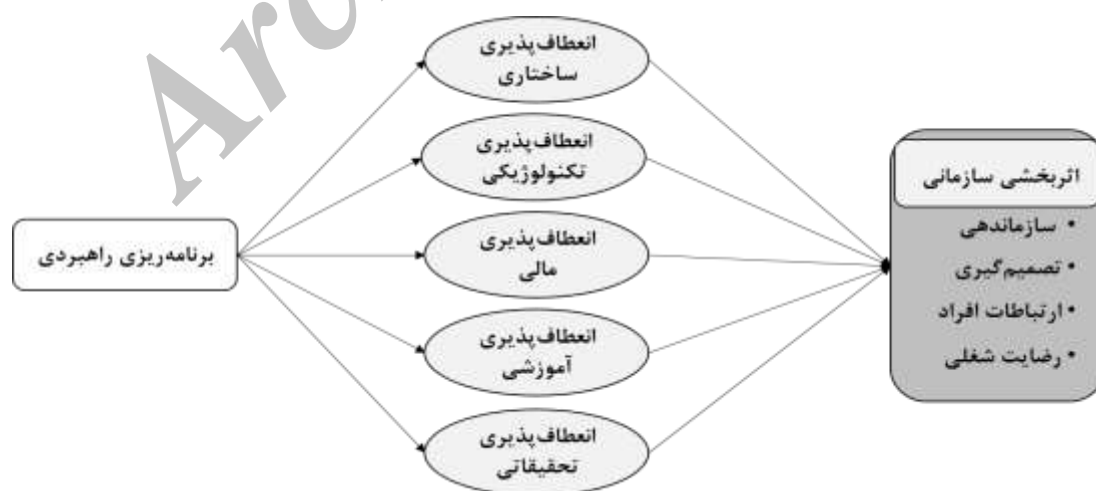 Arc
انعطاف‌پذیری
ساختاری
انعطاف‌پذیری
تکنولوژیکی
انعطاف‌پذیری
مالی
انعطاف‌پذیری
آموزشی
انعطاف‌پذیری
تحقیقاتی
برنامه‌ریزی راهبردی
اثربخشی سازمانی
• سازماندهی
• تصمیم‌گیری
• ارتباطات افراد
• رضایت شغلی